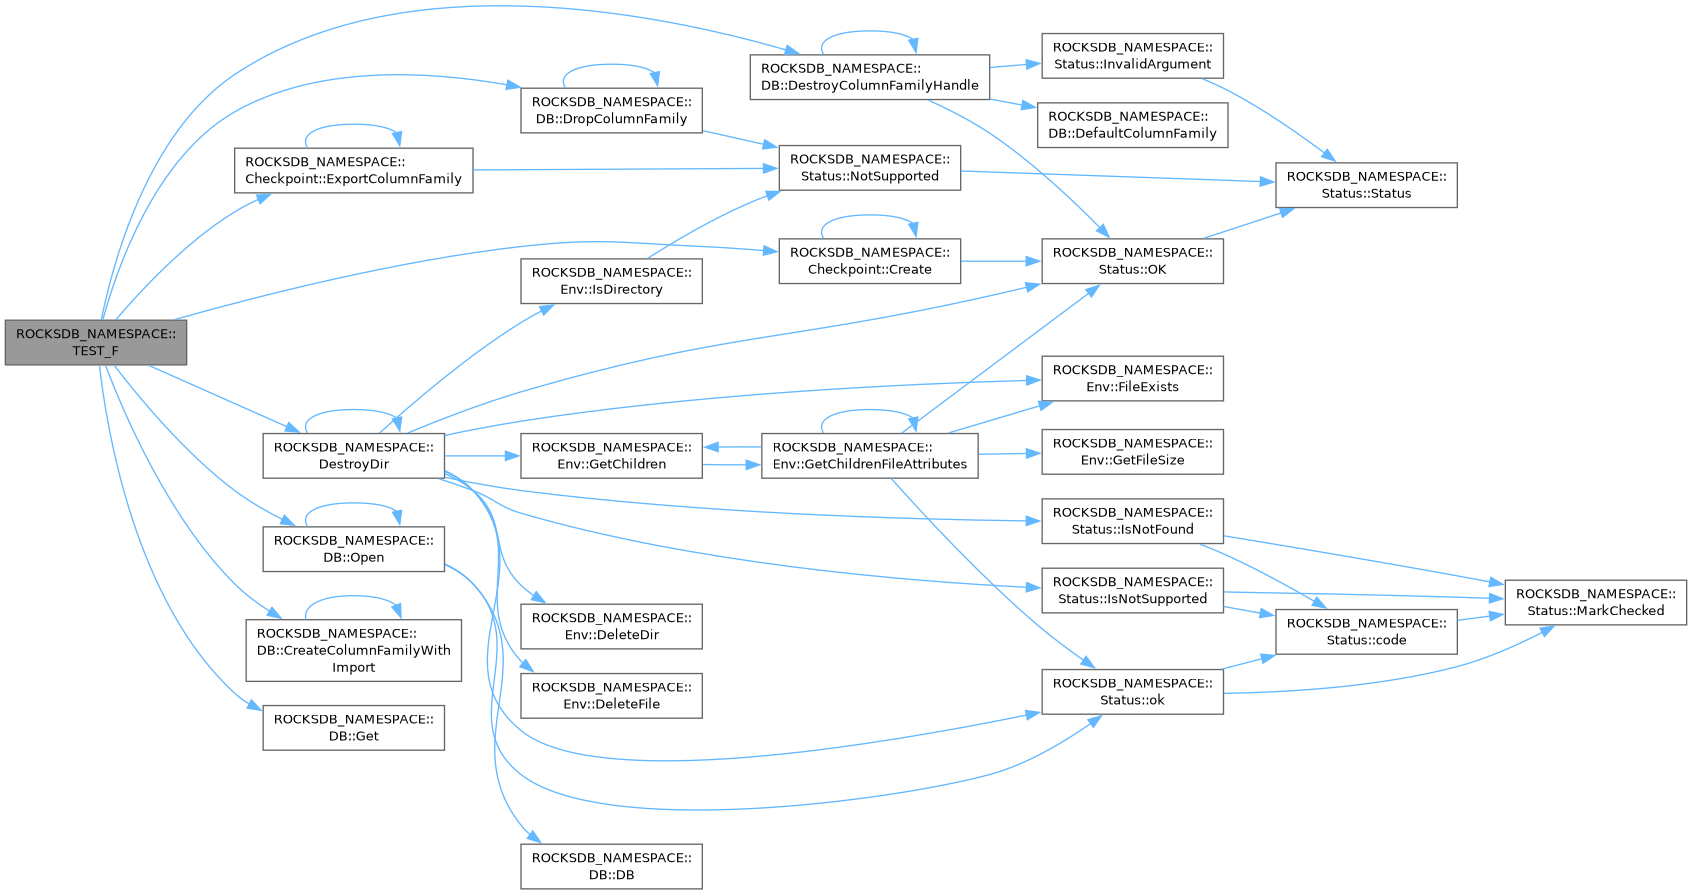 ROCKSDB_NAMESPACE::
TEST_F
ROCKSDB_NAMESPACE::
Checkpoint::ExportColumnFamily
ROCKSDB_NAMESPACE::
DestroyDir
ROCKSDB_NAMESPACE::
DB::Open
ROCKSDB_NAMESPACE::
DB::CreateColumnFamilyWith
Import
ROCKSDB_NAMESPACE::
DB::Get
ROCKSDB_NAMESPACE::
DB::DropColumnFamily
ROCKSDB_NAMESPACE::
Env::IsDirectory
ROCKSDB_NAMESPACE::
Env::GetChildren
ROCKSDB_NAMESPACE::
Env::DeleteDir
ROCKSDB_NAMESPACE::
Env::DeleteFile
ROCKSDB_NAMESPACE::
DB::DB
ROCKSDB_NAMESPACE::
DB::DestroyColumnFamilyHandle
ROCKSDB_NAMESPACE::
Status::NotSupported
ROCKSDB_NAMESPACE::
Checkpoint::Create
ROCKSDB_NAMESPACE::
Env::GetChildrenFileAttributes
ROCKSDB_NAMESPACE::
Status::InvalidArgument
ROCKSDB_NAMESPACE::
DB::DefaultColumnFamily
ROCKSDB_NAMESPACE::
Status::OK
ROCKSDB_NAMESPACE::
Env::FileExists
ROCKSDB_NAMESPACE::
Env::GetFileSize
ROCKSDB_NAMESPACE::
Status::IsNotFound
ROCKSDB_NAMESPACE::
Status::IsNotSupported
ROCKSDB_NAMESPACE::
Status::ok
ROCKSDB_NAMESPACE::
Status::Status
ROCKSDB_NAMESPACE::
Status::code
ROCKSDB_NAMESPACE::
Status::MarkChecked